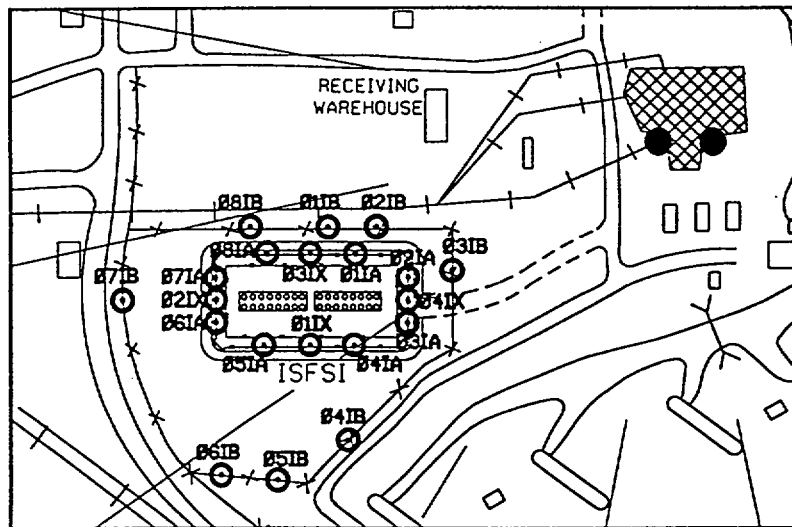 RECEIVING
WAREHOUSE
Ø8IB
Ø1IB
Ø2IB
Ø8IA
Ø3IX
Ø1IA
Ø2IA
Ø3IB
Ø7IB
Ø7IA
Ø2IX
Ø4IX
Ø6IA
Ø1IX
Ø3IA
Ø5IA
Ø4IA
ISFSI
Ø4IB
Ø6IB
Ø5IB